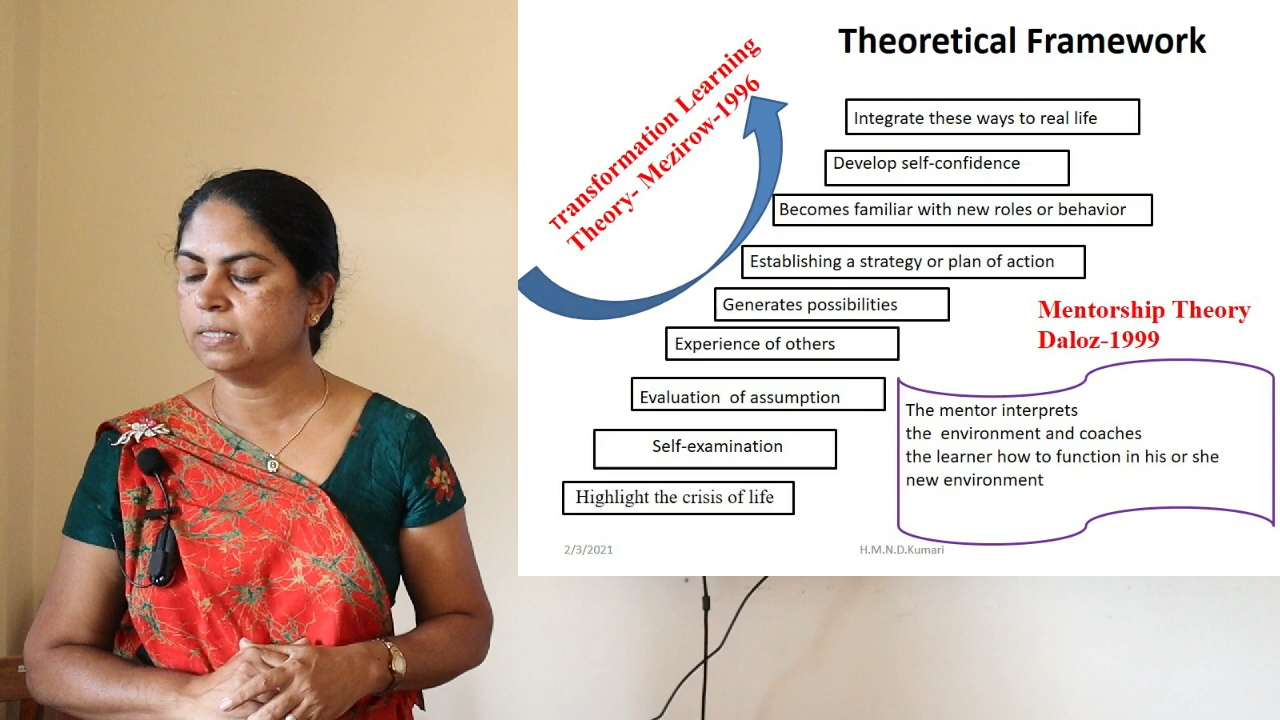 Theoretical Framework
Transformation Learning
Theory- Mezirow-1996
Integrate these ways to real life
Develop self-confidence
Becomes familiar with new roles or behavior
Establishing a strategy or plan of action
Generates possibilities
Experience of others
Evaluation  of assumption
Self-examination
Highlight the crisis of life
Mentorship Theory
Daloz-1999
The mentor interprets
the  environment and coaches
the learner how to function in his or she
new environment
2/3/2021
H.M.N.D.Kumari